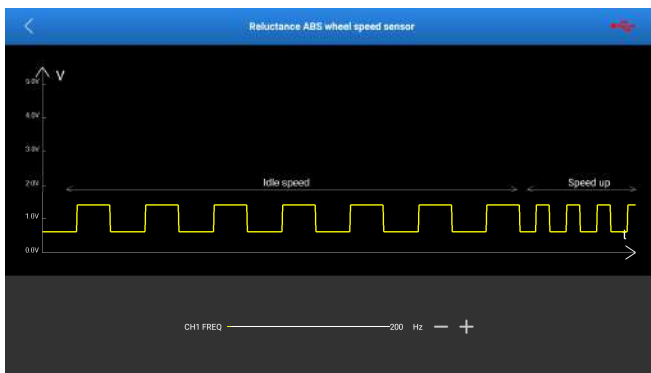 Reluctance ABS wheel speed sensor
V
5.0V
4.0V
3.0V
2.0V
Idle speed
Speed up
1.0V
t
0.0V
CH1 FREQ
200 Hz